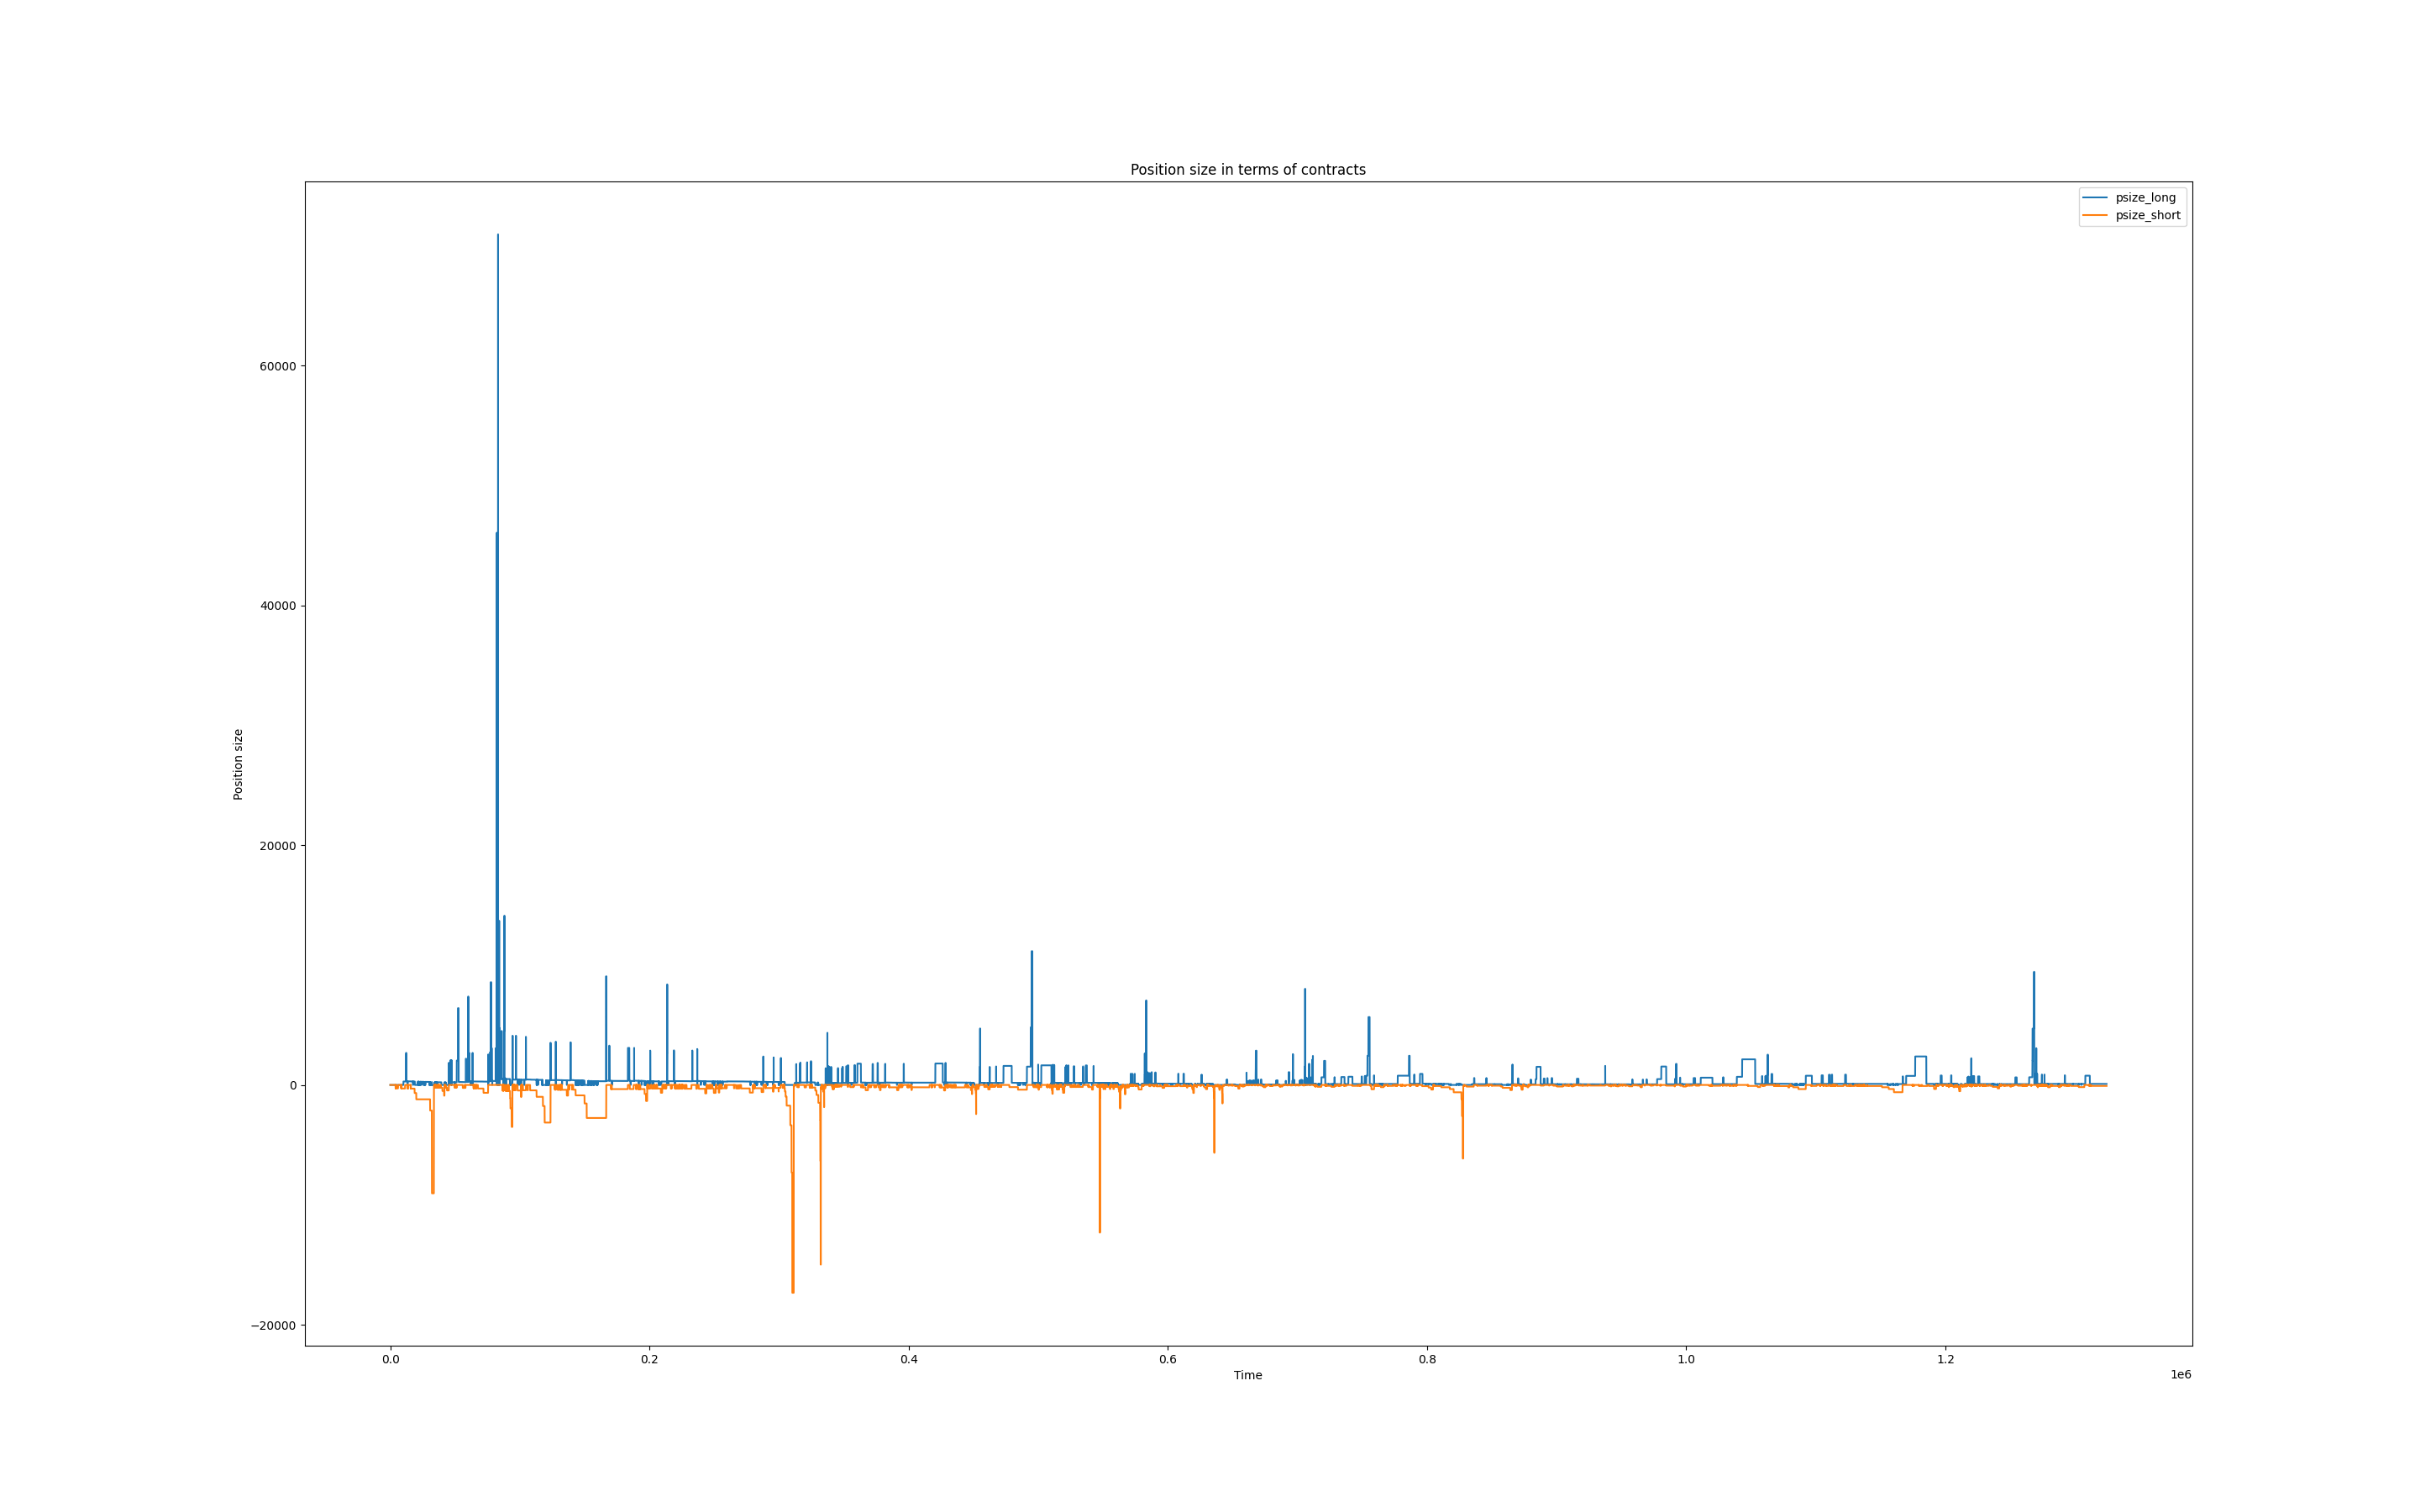 Position size in terms of contracts
psize_long
psize_short
Position size
60000
40000
20000
0
−20000
0.0
0.2
0.4
0.6
0.8
1.0
1.2
Time
1e6